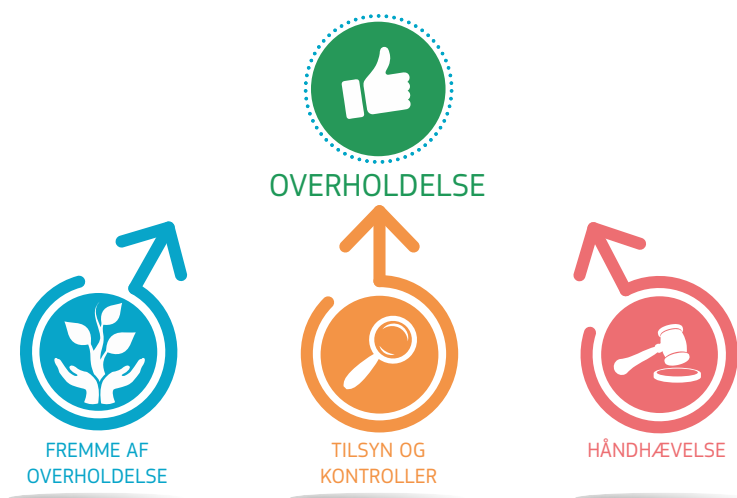 OVERHOLDELSE
FREMME AF
OVERHOLDELSE
TILSYN OG
KONTROLLER
HÅNDHÆVELSE